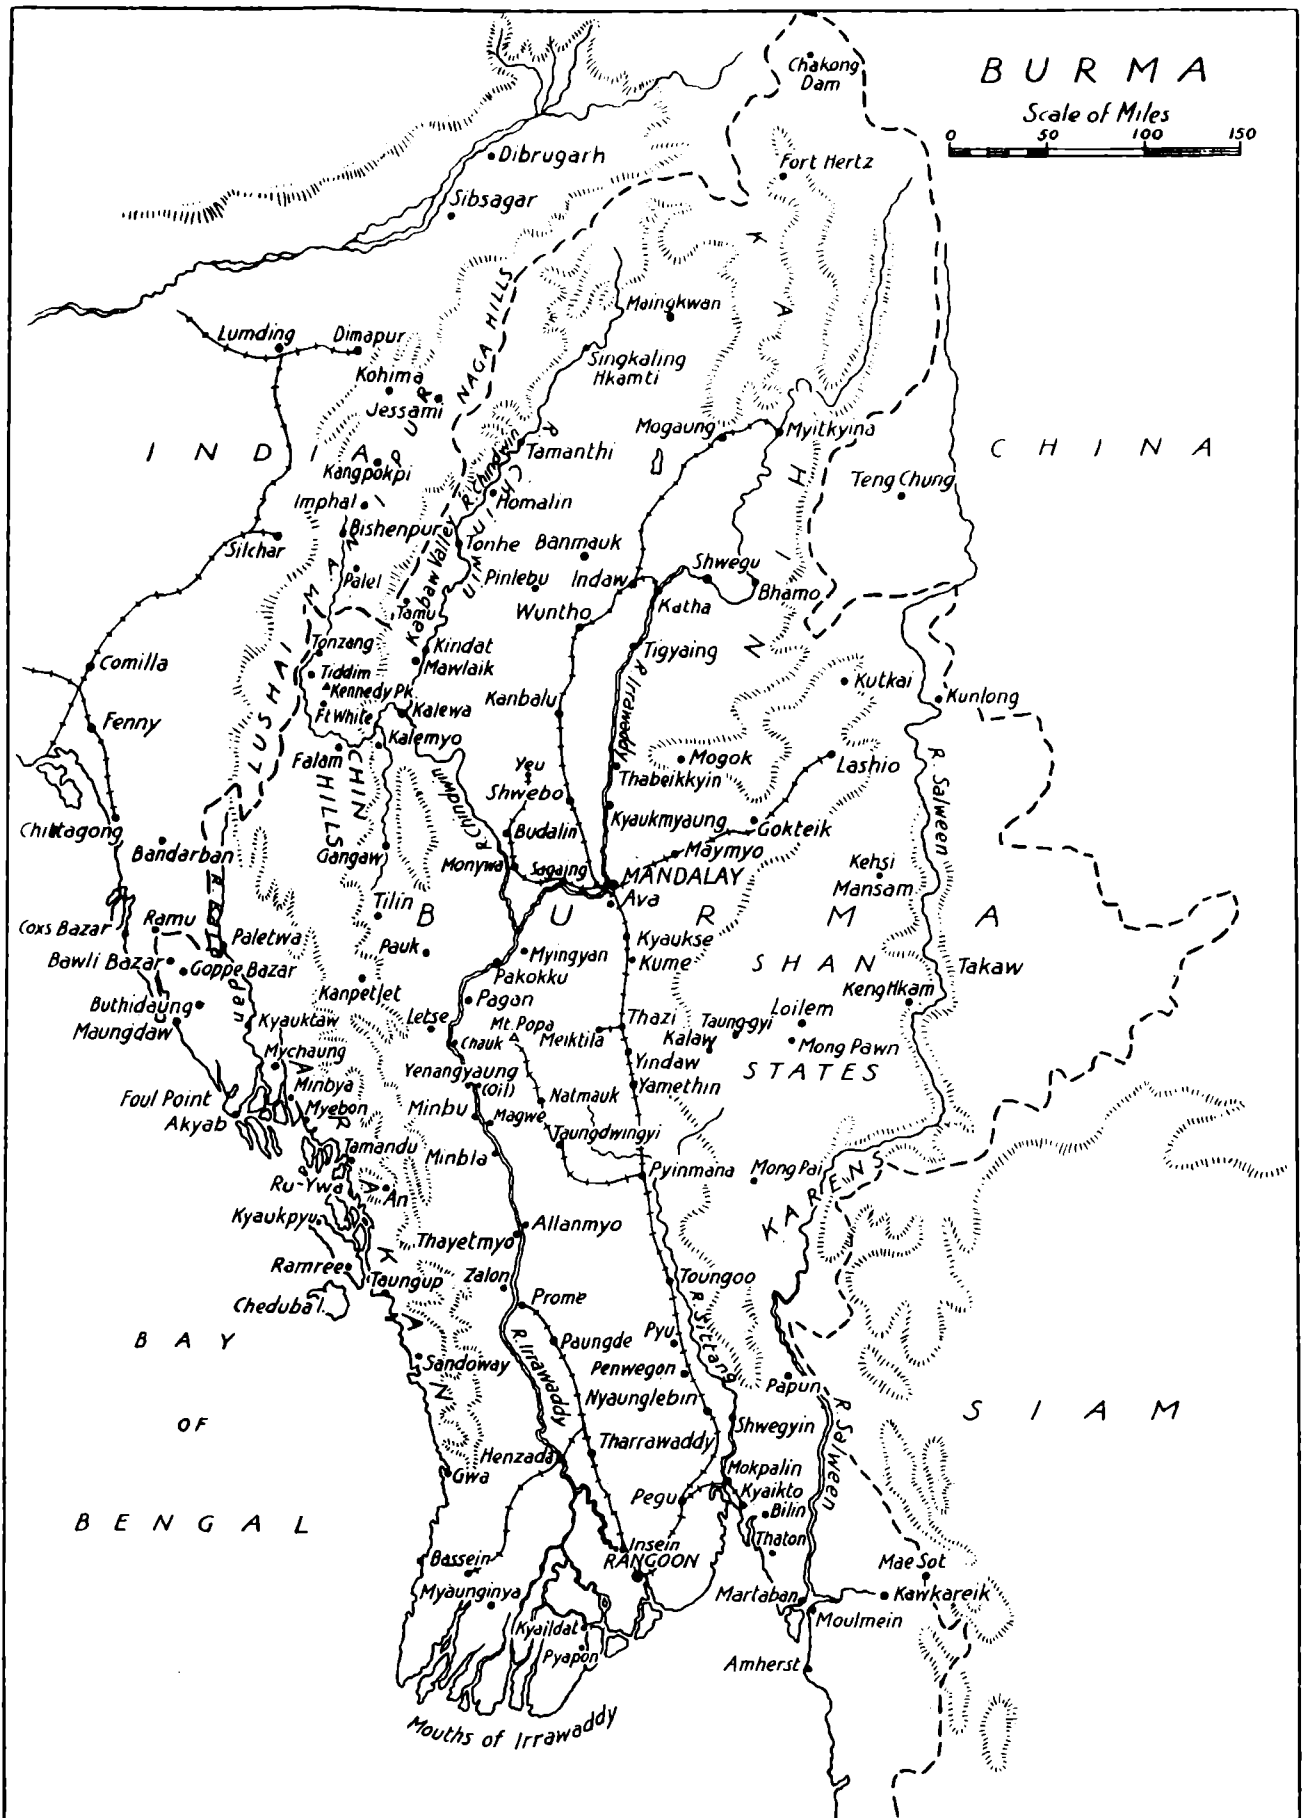 BURMA
Scale of Miles
0 50 100 150
Chakong
Dam
Dibrugarh
Fort Hertz
Sibsagar
KACHIN
NAGA HILLS
Maingkwan
Lumding
Dimapur
Singkaling
Hkamti
Kohima
Jessami
MANIPUR
Mogaung
Myitkyina
INDIA
CHINA
Tamanthi
R. Chindwin
Kangpokpi
Teng Chung
Imphal
Homalin
Bishenpur
Silchar
Tonhe
Banmauk
Kabaw Valley
Palel
Pinlebu
Indaw
Shwegu
Bhamo
Katha
Tamu
Wuntho
Tonzang
Kindat
Tigyaing
Comilla
Mawlaik
Tiddim
Kennedy Pk
Kutkai
Kunlong
LUSHAI
Kanbalu
R. Irrawaddy
Ft White
Kalewa
Fenny
Kalemyo
Falam
CHIN
HILLS
Mogok
Lashio
R. Salween
Yeu
Thabeikkyin
R. Chindwin
Shwebo
Kyaukmyaung
Gokteik
Chittagong
Budalin
Bandarban
Gangaw
Maymyo
Monywa
Sagaing
MANDALAY
Kehsi
Mansam
Ava
Tilin
BURMA
Coxs Bazar
Ramu
Paletwa
Kyaukse
Pauk
Myingyan
Kume
SHAN
Takaw
Bawli Bazar
Goppe Bazar
Pakokku
Kanpetlet
Keng Hkam
Buthidaung
Pagan
Loilem
Maungdaw
Kyauktaw
Letse
Mt. Popa
Thazi
Taung-gyi
Chauk
Meiktila
Kalaw
Mong Pawn
Mychaung
Yindaw
STATES
Yenangyaung
(Oil)
Yamethin
Minbya
Natmauk
Foul Point
Myebon
Minbu
Magwe
Akyab
Taungdwingyi
Tamandu
Minbla
Pyinmana
Mong Pai
KARENS
Ru-Ywa
An
ARAKAN
Kyaukpyu
Allanmyo
Thayetmyo
Ramree
Taungup
Zalon
Toungoo
Cheduba I.
Prome
R. Sittang
BAY
Paungde
Pyu
R. Irrawaddy
Sandoway
Penwegon
Papun
Nyaunglebin
SIAM
OF
Shwegyin
R. Salween
Henzada
Tharrawaddy
Gwa
Mokpalin
Kyaikto
Pegu
Bilin
BENGAL
Insein
Thaton
Bassein
RANGOON
Mae Sot
Myaunginya
Martaban
Kawkareik
Moulmein
Kyaildat
Pyapon
Amherst
Mouths of Irrawaddy